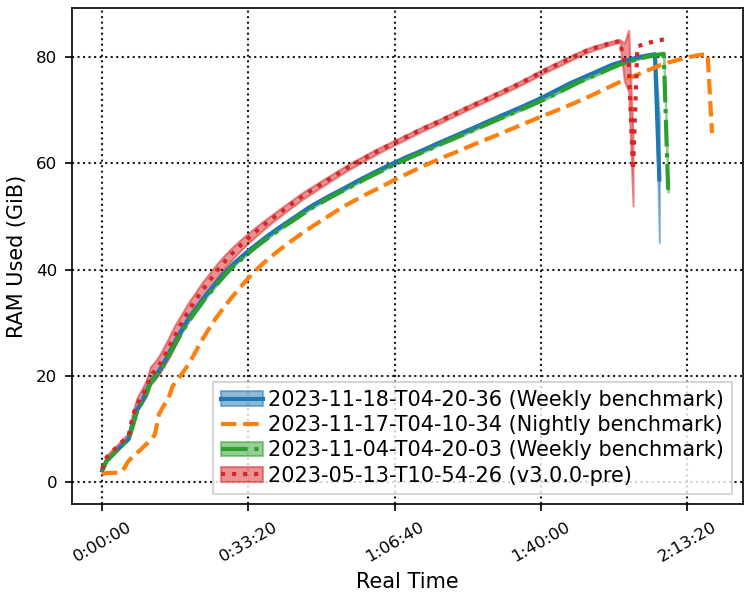 80
60
40
20
0
RAM Used (GiB)
2023-11-18-T04-20-36 (Weekly benchmark)
2023-11-17-T04-10-34 (Nightly benchmark)
2023-11-04-T04-20-03 (Weekly benchmark)
2023-05-13-T10-54-26 (v3.0.0-pre)
0:00:00
0:33:20
1:06:40
1:40:00
2:13:20
Real Time